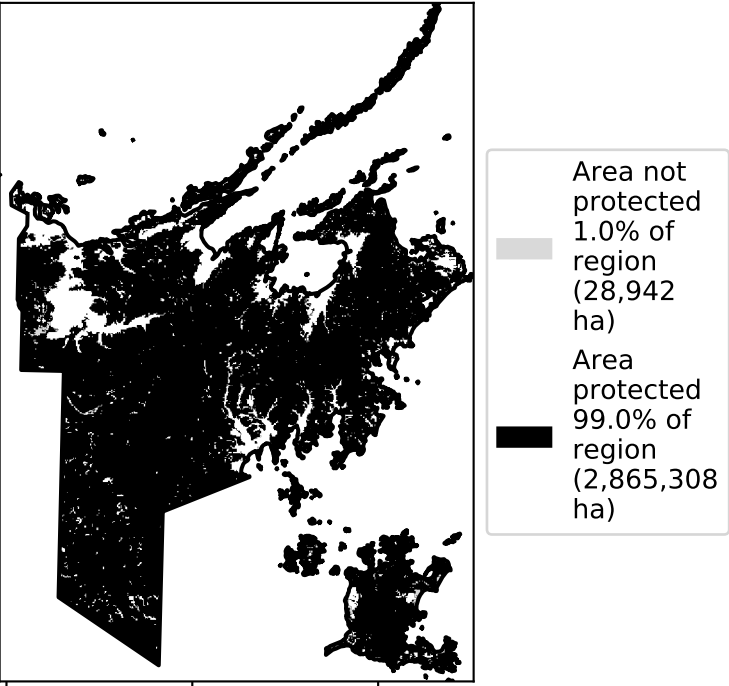 Area not
protected
1.0% of
region
(28,942
ha)
Area
protected
99.0% of
region
(2,865,308
ha)